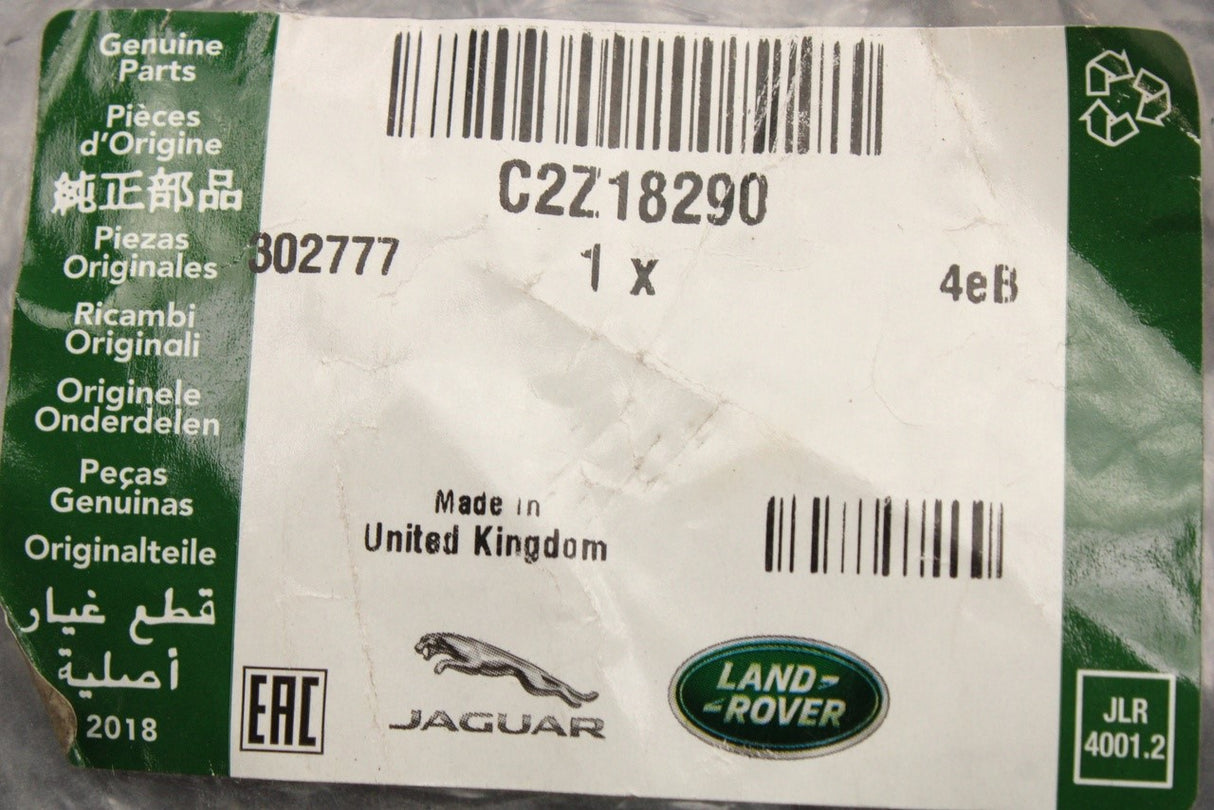 Genuine
Parts
Pièces
d'Origine
純正部品
Piezas
Originales
Ricambi
Originali
Originele
Onderdelen
Peças
Genuinas
Originalteile
قطع غيار
أصلية
2018
C2Z18290
302777
1 x
4eB
Made in
United Kingdom
EAC
JAGUAR
LAND-
-ROVER
JLR
4001.2